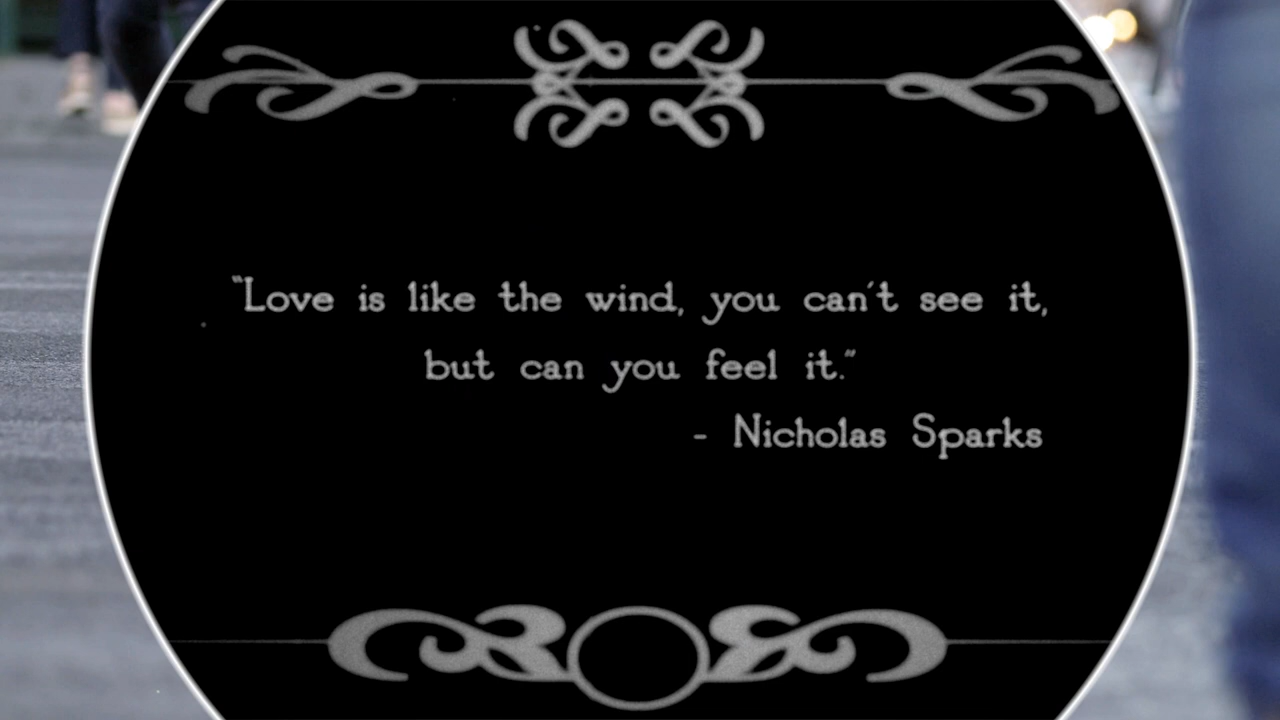 "Love is like the wind, you can't see it,
but can you feel it."
- Nicholas Sparks